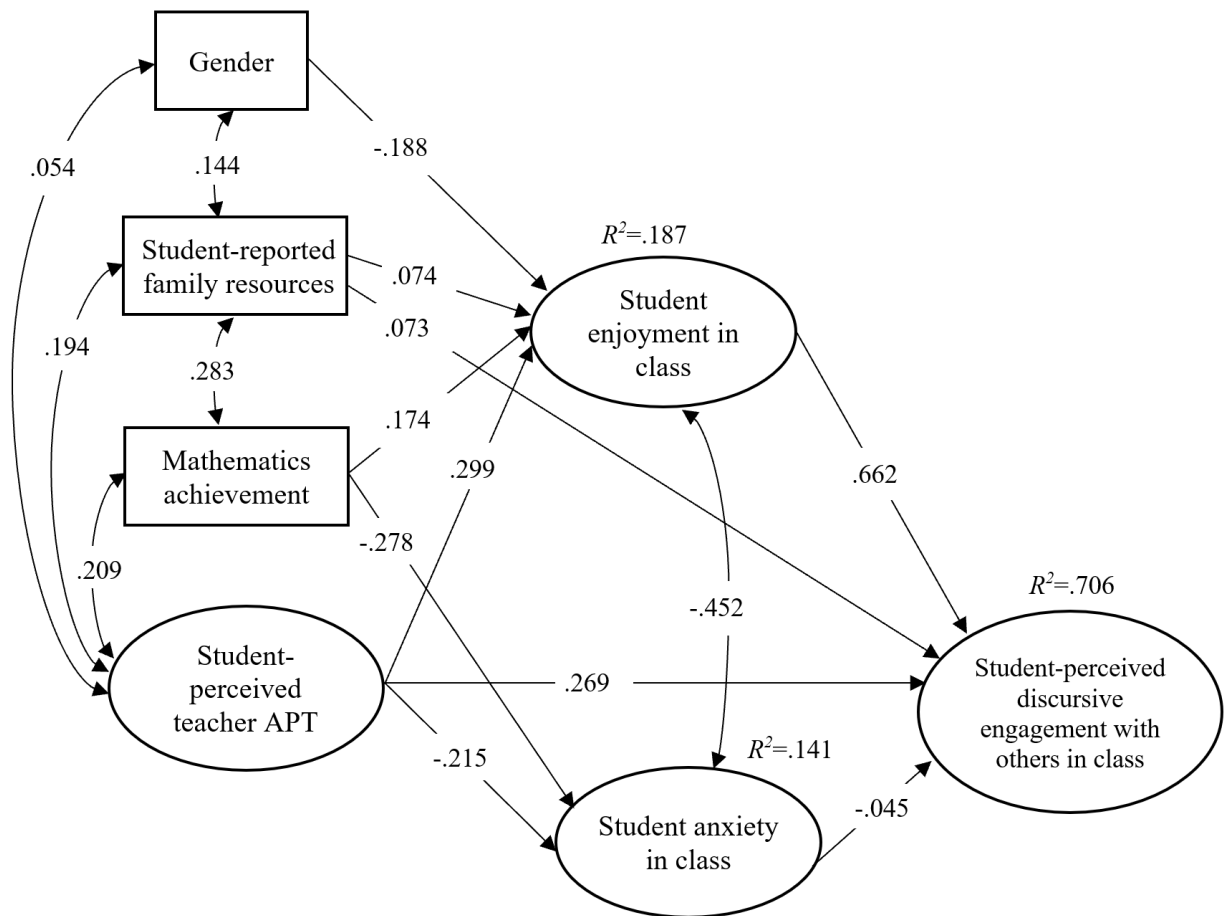 Gender
.054
-.188
.144
R²=.187
Student-reported
family resources
.074
.073
Student
enjoyment in
class
.194
.283
.174
Mathematics
achievement
.299
.662
-.278
.209
-.452
R²=.706
Student-
perceived
teacher APT
.269
Student-perceived
discursive
engagement with
others in class
-.215
R²=.141
-.045
Student anxiety
in class